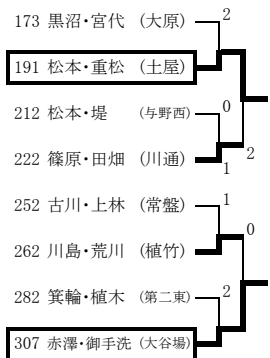 173 黒沼・宮代 (大原) 2
191 松本・重松 (土屋)
212 松本・堤 (与野西) 0
2
222 篠原・田畑 (川通) 1
252 古川・上林 (常盤) 1
0
262 川島・荒川 (植竹)
282 箕輪・植木 (第二東) 2
307 赤澤・御手洗 (大谷場)